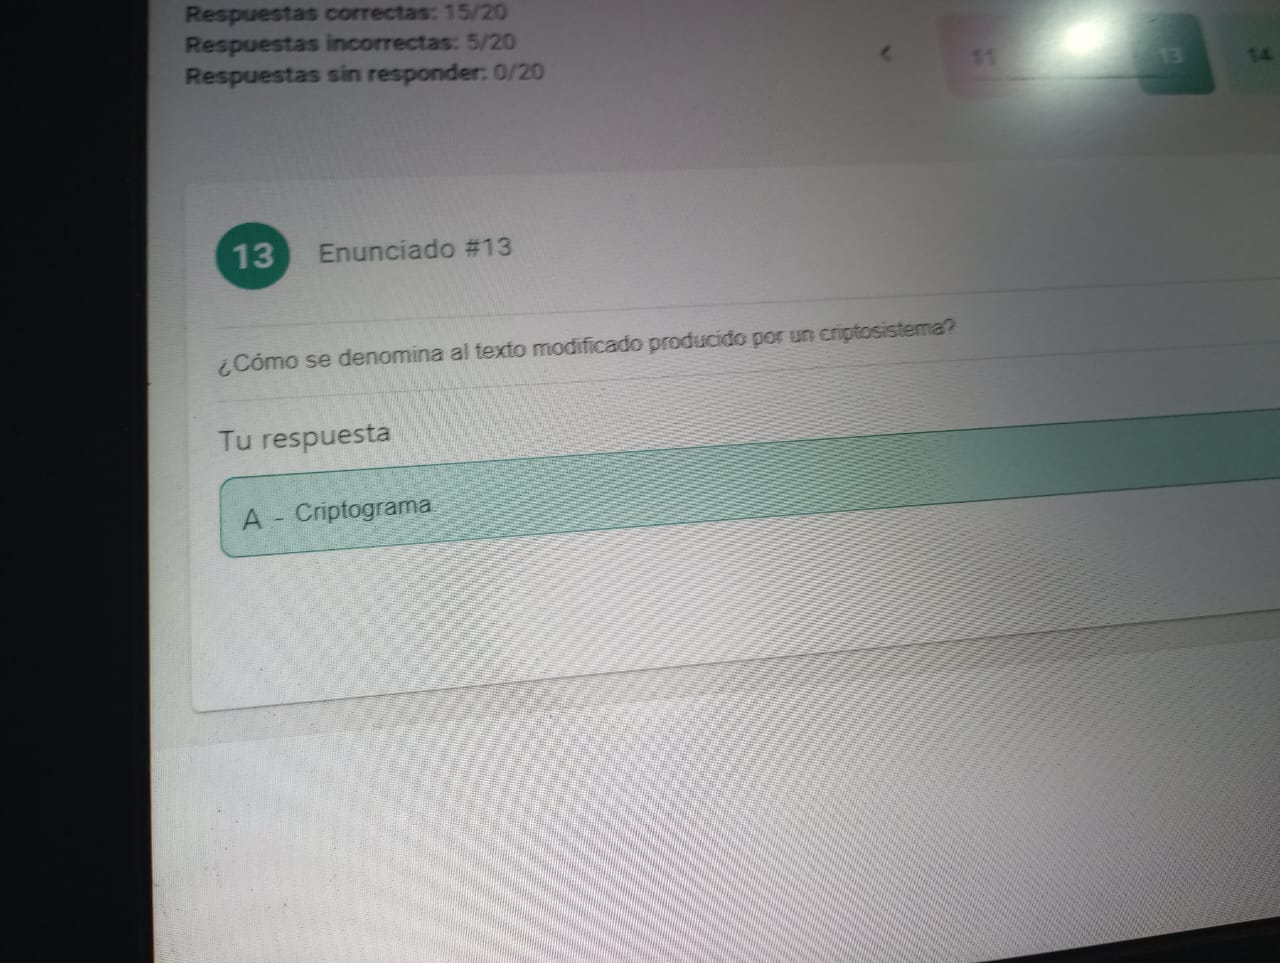 Respuestas correctas: 15/20
Respuestas incorrectas: 5/20
Respuestas sin responder: 0/20
11 13 14
13 Enunciado #13
¿Cómo se denomina al texto modificado producido por un criptosistema?
Tu respuesta
A - Criptograma